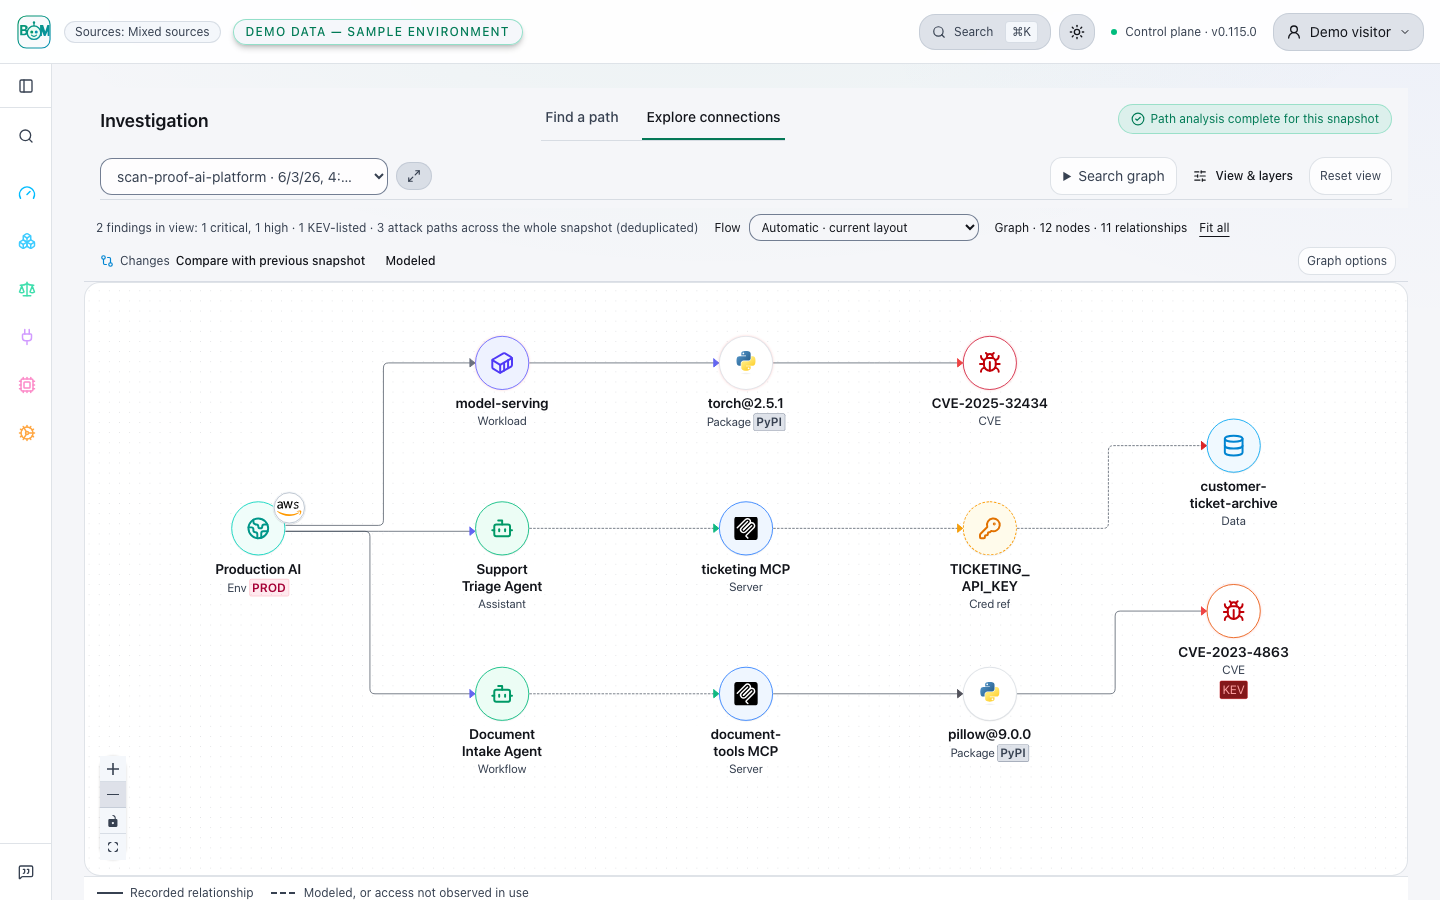 BOM
Sources: Mixed sources
DEMO DATA — SAMPLE ENVIRONMENT
Search
⌘K
Control plane · v0.115.0
Demo visitor
Investigation
Find a path
Explore connections
Path analysis complete for this snapshot
scan-proof-ai-platform · 6/3/26, 4:...
Search graph
View & layers
Reset view
2 findings in view: 1 critical, 1 high · 1 KEV-listed · 3 attack paths across the whole snapshot (deduplicated)
Flow
Automatic · current layout
Graph · 12 nodes · 11 relationships
Fit all
Changes
Compare with previous snapshot
Modeled
Graph options
model-serving
Workload
torch@2.5.1
Package PyPI
CVE-2025-32434
CVE
customer-
ticket-archive
Data
aws
Production AI
Env PROD
Support
Triage Agent
Assistant
ticketing MCP
Server
TICKETING_
API_KEY
Cred ref
CVE-2023-4863
CVE
KEV
Document
Intake Agent
Workflow
document-
tools MCP
Server
pillow@9.0.0
Package PyPI
Recorded relationship
Modeled, or access not observed in use